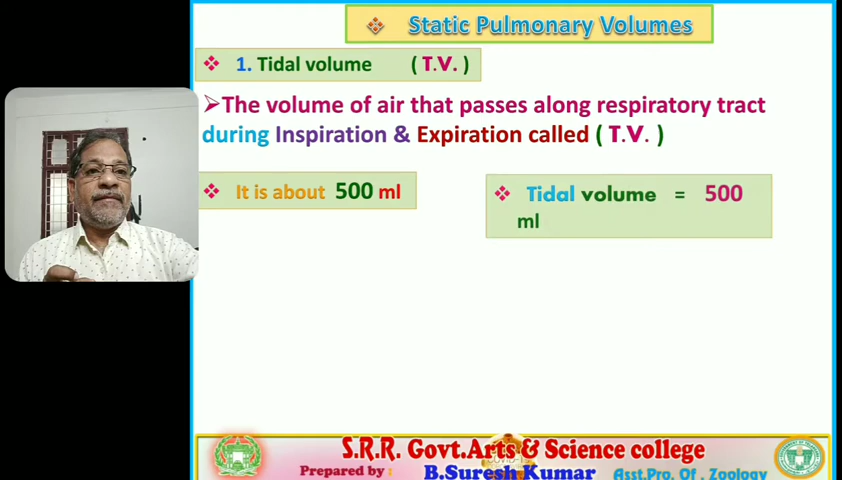 Static Pulmonary Volumes
1. Tidal volume ( T.V. )
The volume of air that passes along respiratory tract
during Inspiration & Expiration called ( T.V. )
It is about 500 ml
Tidal volume = 500
ml
S.R.R. Govt.Arts & Science college
Prepared by : B.Suresh Kumar Asst.Pro. Of . Zoology